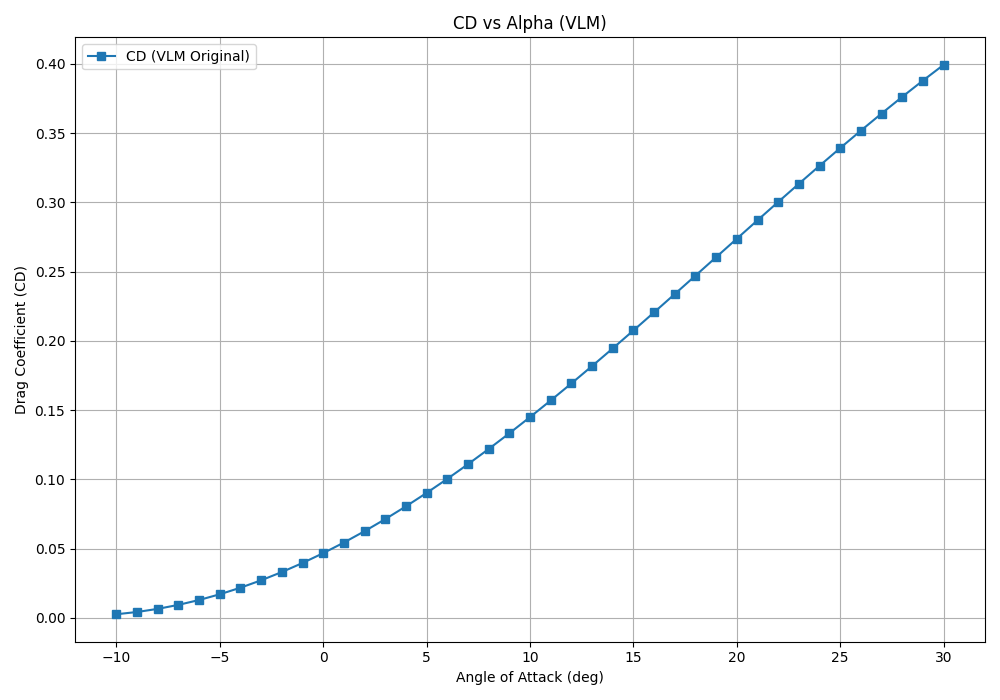 CD vs Alpha (VLM)
CD (VLM Original)
0.40
0.35
0.30
0.25
0.20
0.15
0.10
0.05
0.00
Drag Coefficient (CD)
−10 −5 0 5 10 15 20 25 30
Angle of Attack (deg)